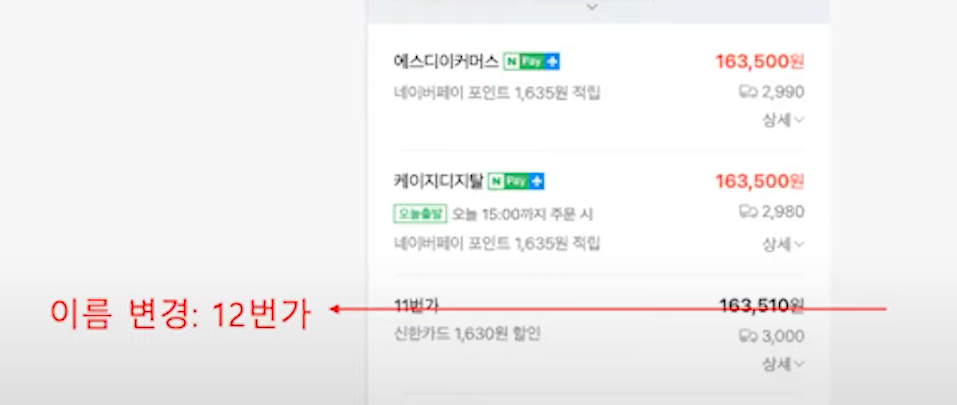 에스디이커머스 N Pay +
163,500원
네이버페이 포인트 1,635원 적립
2,990
상세
케이지디지탈 N Pay +
163,500원
오늘출발 오늘 15:00까지 주문 시
2,980
네이버페이 포인트 1,635원 적립
상세
이름 변경: 12번가
11번가
163,510원
신한카드 1,630원 할인
3,000
상세